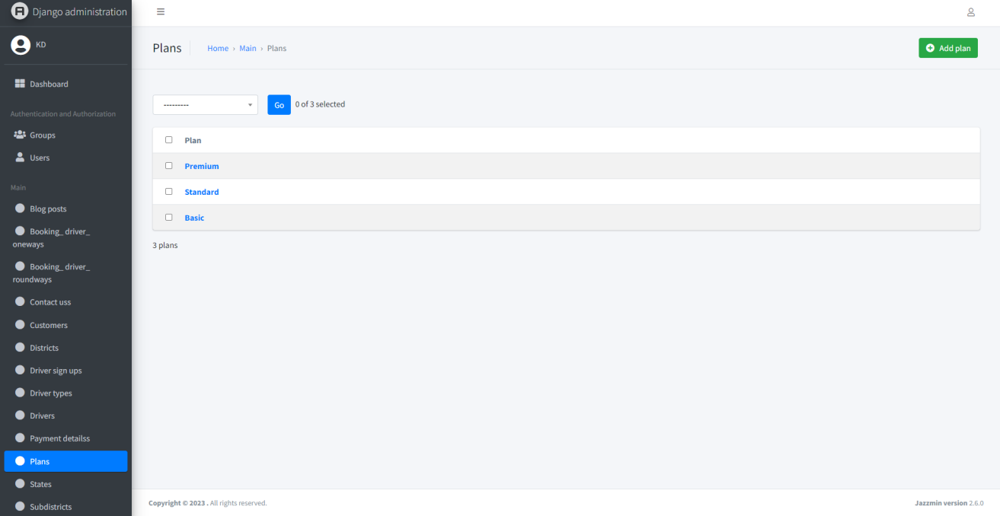 Django administration
KD
Dashboard
Authentication and Authorization
Groups
Users
Main
Blog posts
Booking_ driver_
oneways
Booking_ driver_
roundways
Contact uss
Customers
Districts
Driver sign ups
Driver types
Drivers
Payment detailss
Plans
States
Subdistricts
Plans
Home › Main › Plans
Add plan
---------
Go
0 of 3 selected
Plan
Premium
Standard
Basic
3 plans
Copyright © 2023 . All rights reserved.
Jazzmin version 2.6.0